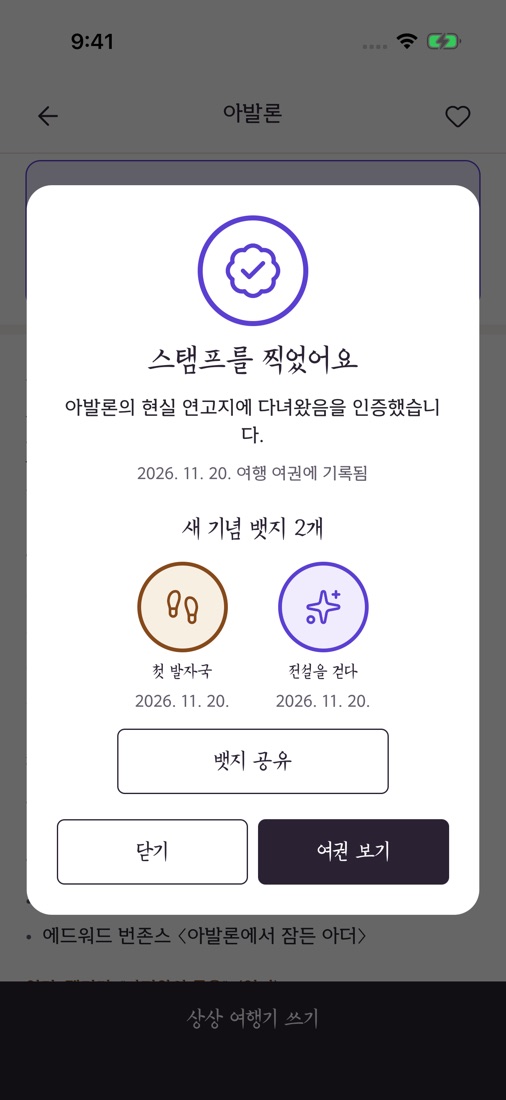 9:41
아발론
스탬프를 찍었어요
아발론의 현실 연고지에 다녀왔음을 인증했습니
다.
2026. 11. 20. 여행 여권에 기록됨
새 기념 뱃지 2개
첫 발자국
전설을 걷다
2026. 11. 20.
2026. 11. 20.
뱃지 공유
닫기
여권 보기
• 에드워드 번존스 〈아발론에서 잠든 아더〉
상상 여행기 쓰기